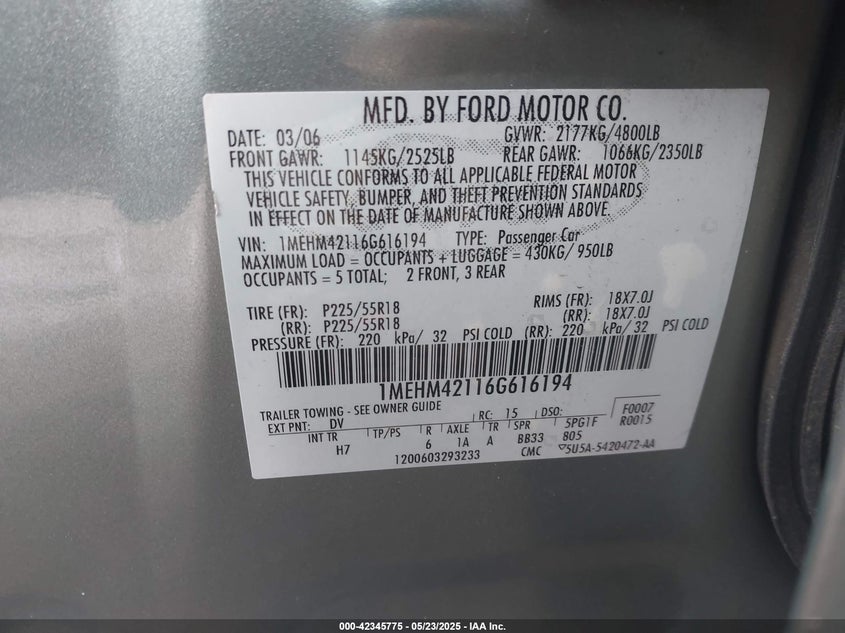 MFD. BY FORD MOTOR CO.
DATE: 03/06 GVWR: 2177KG/4800LB
FRONT GAWR: 1145KG/2525LB REAR GAWR: 1066KG/2350LB
THIS VEHICLE CONFORMS TO ALL APPLICABLE FEDERAL MOTOR
VEHICLE SAFETY, BUMPER, AND THEFT PREVENTION STANDARDS
IN EFFECT ON THE DATE OF MANUFACTURE SHOWN ABOVE.
VIN: 1MEHM42116G616194 TYPE: Passenger Car
MAXIMUM LOAD = OCCUPANTS + LUGGAGE = 430KG/ 950LB
OCCUPANTS = 5 TOTAL; 2 FRONT, 3 REAR
TIRE (FR): P225/55R18 RIMS (FR): 18X7.0J
(RR): P225/55R18 (RR): 18X7.0J
PRESSURE (FR): 220 kPa/ 32 PSI COLD (RR): 220 kPa/ 32 PSI COLD
1MEHM42116G616194
TRAILER TOWING - SEE OWNER GUIDE
EXT PNT: DV RC: 15 DSO: F0007
INT TR TP/PS R AXLE TR SPR 5PG1F R0015
H7 6 1A A BB33 805
1200603293233 CMC 5U5A-5420472-AA
000-42345775 - 05/23/2025 - IAA Inc.